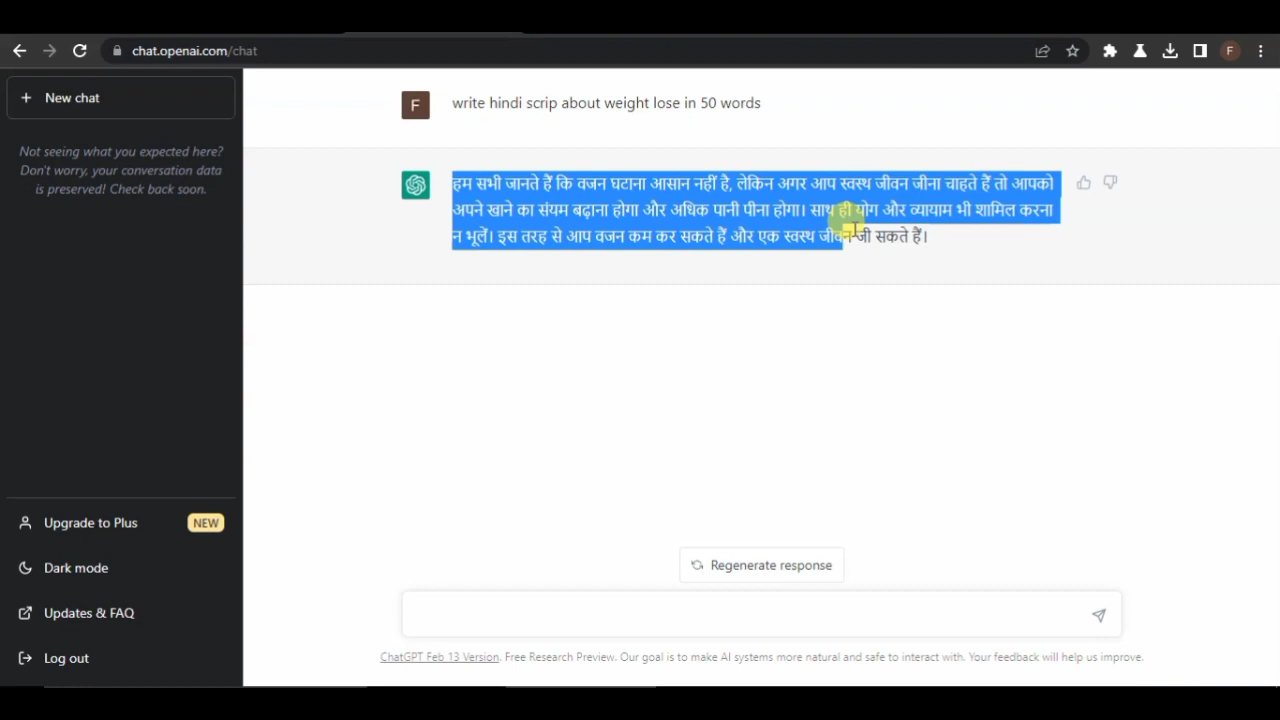 chat.openai.com/chat
F
New chat
Not seeing what you expected here?
Don't worry, your conversation data
is preserved! Check back soon.
F
write hindi scrip about weight lose in 50 words
हम सभी जानते हैं कि वजन घटाना आसान नहीं है, लेकिन अगर आप स्वस्थ जीवन जीना चाहते हैं तो आपको
अपने खाने का संयम बढ़ाना होगा और अधिक पानी पीना होगा। साथ ही योग और व्यायाम भी शामिल करना
न भूलें। इस तरह से आप वजन कम कर सकते हैं और एक स्वस्थ जीवन जी सकते हैं।
Upgrade to Plus NEW
Dark mode
Updates & FAQ
Log out
Regenerate response
ChatGPT Feb 13 Version. Free Research Preview. Our goal is to make AI systems more natural and safe to interact with. Your feedback will help us improve.